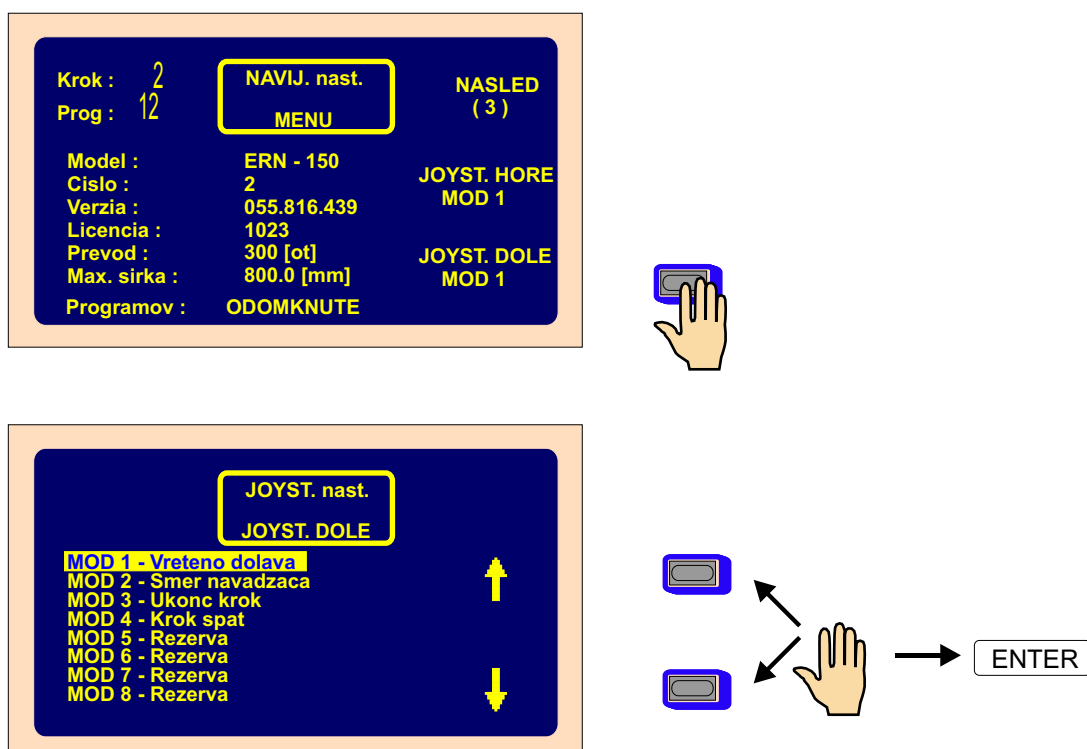 Krok : 2
Prog : 12
NAVIJ. nast.
MENU
NASLED
( 3 )
Model : ERN - 150
Cislo : 2
Verzia : 055.816.439
Licencia : 1023
Prevod : 300 [ot]
Max. sirka : 800.0 [mm]
Programov : ODOMKNUTE
JOYST. HORE
MOD 1
JOYST. DOLE
MOD 1
JOYST. nast.
JOYST. DOLE
MOD 1 - Vreteno dolava
MOD 2 - Smer navadzaca
MOD 3 - Ukonc krok
MOD 4 - Krok spat
MOD 5 - Rezerva
MOD 6 - Rezerva
MOD 7 - Rezerva
MOD 8 - Rezerva
ENTER